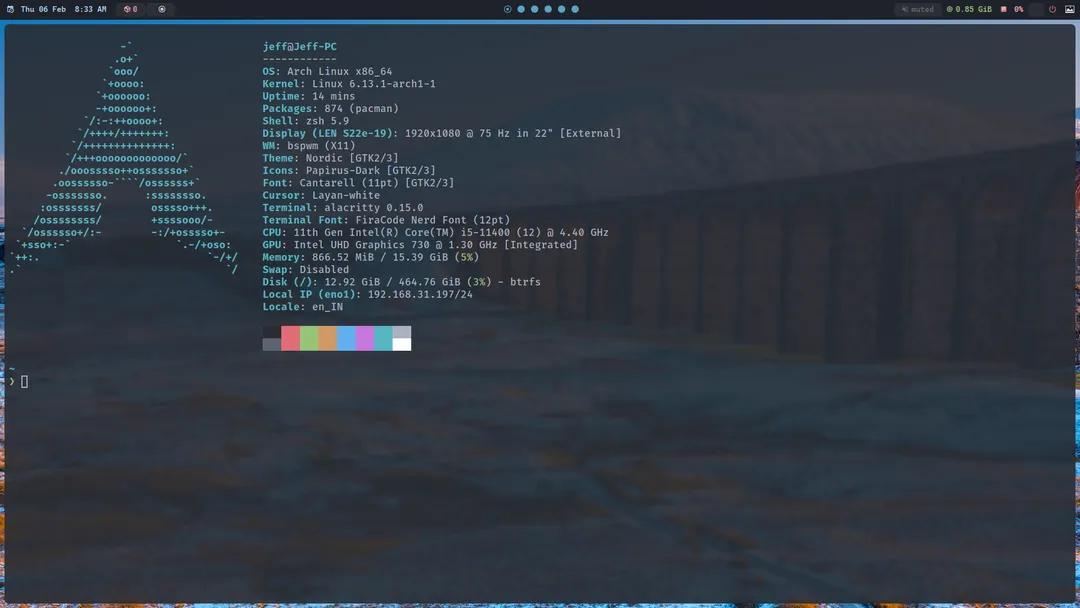 Thu 06 Feb 8:33 AM 0 muted 0.85 GiB 0%
jeff@Jeff-PC
------------
OS: Arch Linux x86_64
Kernel: Linux 6.13.1-arch1-1
Uptime: 14 mins
Packages: 874 (pacman)
Shell: zsh 5.9
Display (LEN S22e-19): 1920x1080 @ 75 Hz in 22" [External]
WM: bspwm (X11)
Theme: Nordic [GTK2/3]
Icons: Papirus-Dark [GTK2/3]
Font: Cantarell (11pt) [GTK2/3]
Cursor: Layan-white
Terminal: alacritty 0.15.0
Terminal Font: FiraCode Nerd Font (12pt)
CPU: 11th Gen Intel(R) Core(TM) i5-11400 (12) @ 4.40 GHz
GPU: Intel UHD Graphics 730 @ 1.30 GHz [Integrated]
Memory: 866.52 MiB / 15.39 GiB (5%)
Swap: Disabled
Disk (/): 12.92 GiB / 464.76 GiB (3%) - btrfs
Local IP (eno1): 192.168.31.197/24
Locale: en_IN
~
❯